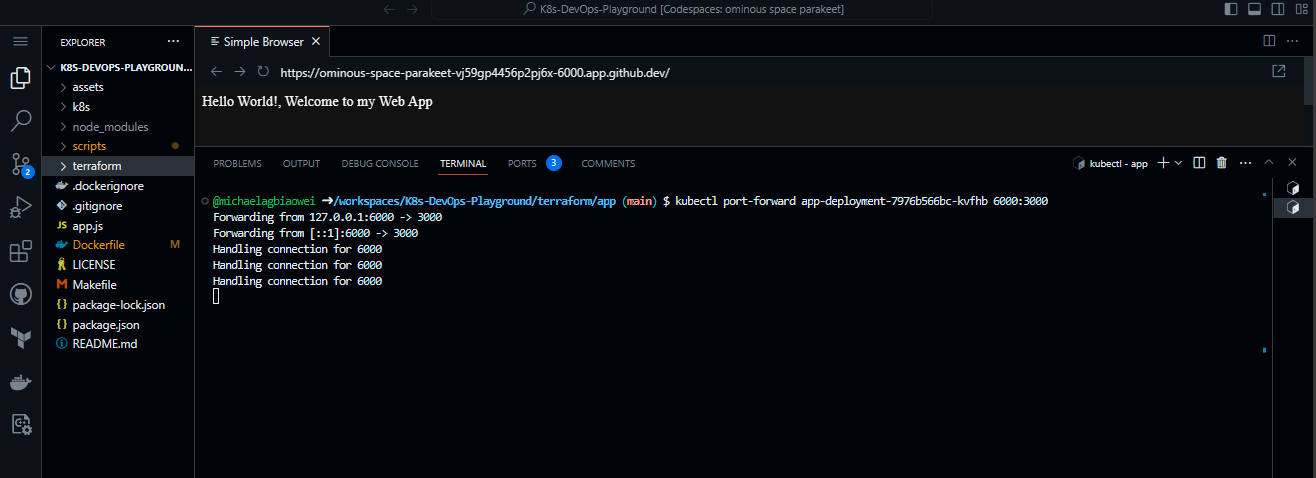 K8s-DevOps-Playground [Codespaces: ominous space parakeet]
EXPLORER
K8S-DEVOPS-PLAYGROUN...
assets
k8s
node_modules
scripts
terraform
.dockerignore
.gitignore
JS app.js
Dockerfile M
LICENSE
M Makefile
{} package-lock.json
{} package.json
README.md
2
Simple Browser
https://ominous-space-parakeet-vj59gp4456p2pj6x-6000.app.github.dev/
Hello World!, Welcome to my Web App
PROBLEMS OUTPUT DEBUG CONSOLE TERMINAL PORTS 3 COMMENTS
kubectl - app
@michaelagbiaowei ➜/workspaces/K8s-DevOps-Playground/terraform/app (main) $ kubectl port-forward app-deployment-7976b566bc-kvfhb 6000:3000
Forwarding from 127.0.0.1:6000 -> 3000
Forwarding from [::1]:6000 -> 3000
Handling connection for 6000
Handling connection for 6000
Handling connection for 6000